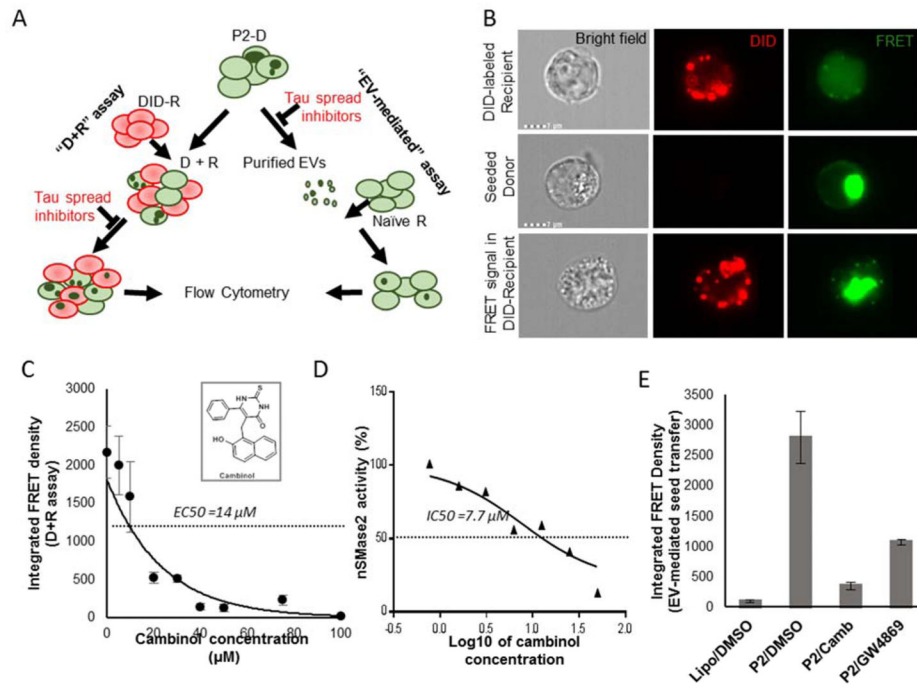 A
P2-D
"D+R" assay
DID-R
D + R
Tau spread
inhibitors
"EV-mediated" assay
Tau spread
inhibitors
Purified EVs
Naïve R
Flow Cytometry
B
Bright field
DID
FRET
DID-labeled
Recipient
Seeded
Donor
FRET signal in
DID-Recipient
C
Integrated FRET density
(D+R assay)
3000
2500
2000
1500
1000
500
0
0
20
40
60
80
100
Cambinol concentration
(µM)
EC50 =14 µM
S
HN
NH
O
HO
Cambinol
D
nSMase2 activity (%)
150
100
50
0
-0.5
0.0
0.5
1.0
1.5
2.0
Log10 of cambinol
concentration
IC50 =7.7 µM
E
Integrated FRET Density
(EV-mediated seed transfer)
3500
3000
2500
2000
1500
1000
500
0
Lipo/DMSO
P2/DMSO
P2/Camb
P2/GW4869